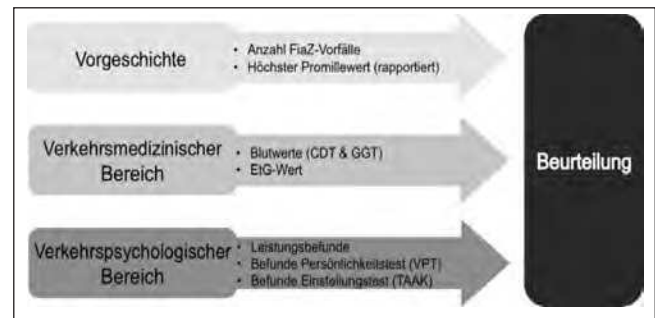 Vorgeschichte
• Anzahl FiaZ-Vorfälle
• Höchster Promillewert (rapportiert)
Verkehrsmedizinischer
Bereich
• Blutwerte (CDT & GGT)
• EtG-Wert
Beurteilung
Verkehrspsychologischer
Bereich
• Leistungsbefunde
• Befunde Persönlichkeitstest (VPT)
• Befunde Einstellungstest (TAAK)